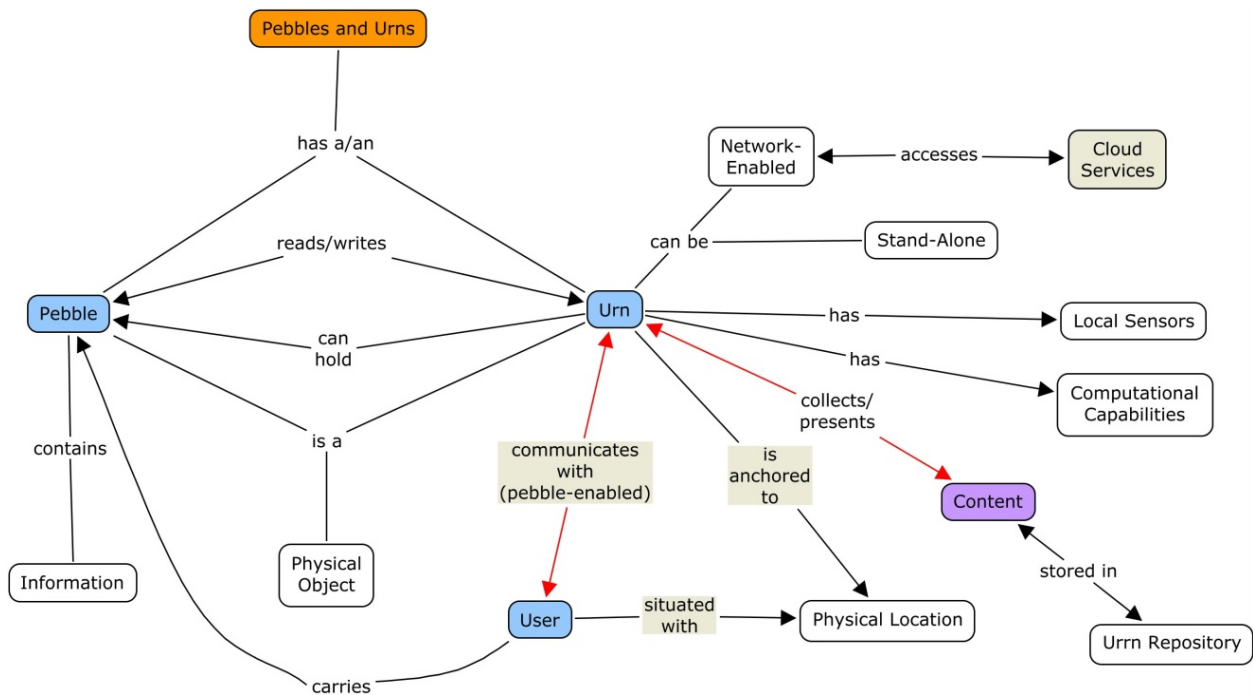 Pebbles and Urns
has a/an
Network-
Enabled
accesses
Cloud
Services
reads/writes
can be
Stand-Alone
Pebble
Urn
can
hold
has
Local Sensors
has
Computational
Capabilities
collects/
presents
contains
is a
communicates
with
(pebble-enabled)
is
anchored
to
Content
Information
Physical
Object
stored in
User
situated
with
Physical Location
Urrn Repository
carries